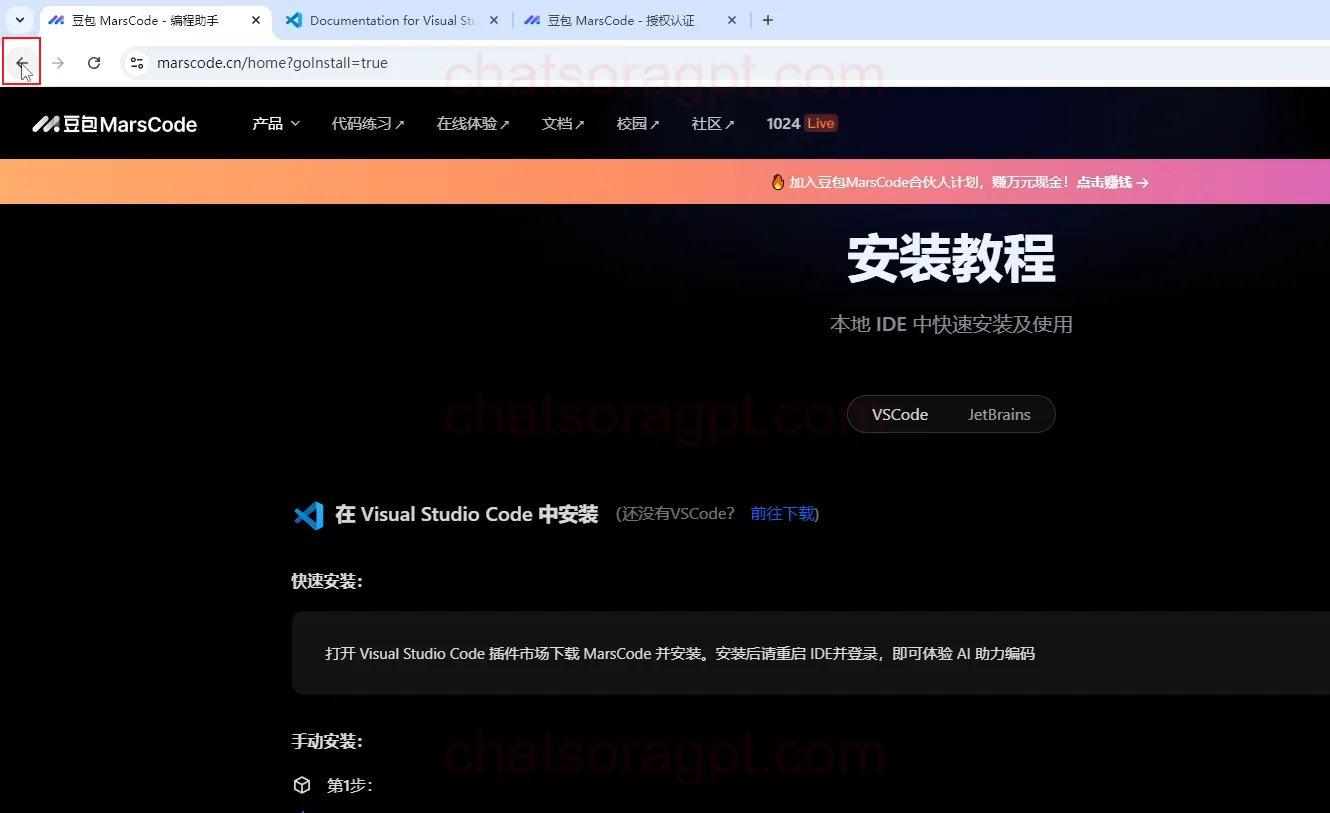 豆包 MarsCode - 编程助手
Documentation for Visual Stu
豆包 MarsCode - 授权认证
marscode.cn/home?goInstall=true
chatsoragpt.com
豆包MarsCode
产品
代码练习↗
在线体验↗
文档↗
校园↗
社区↗
1024 Live
加入豆包MarsCode合伙人计划，赚万元现金！点击赚钱 →
安装教程
本地 IDE 中快速安装及使用
chatsoragpt.com
VSCode
JetBrains
在 Visual Studio Code 中安装 （还没有VSCode？ 前往下载）
快速安装：
打开 Visual Studio Code 插件市场下载 MarsCode 并安装。安装后请重启 IDE并登录，即可体验 AI 助力编码
手动安装：
chatsoragpt.com
第1步：